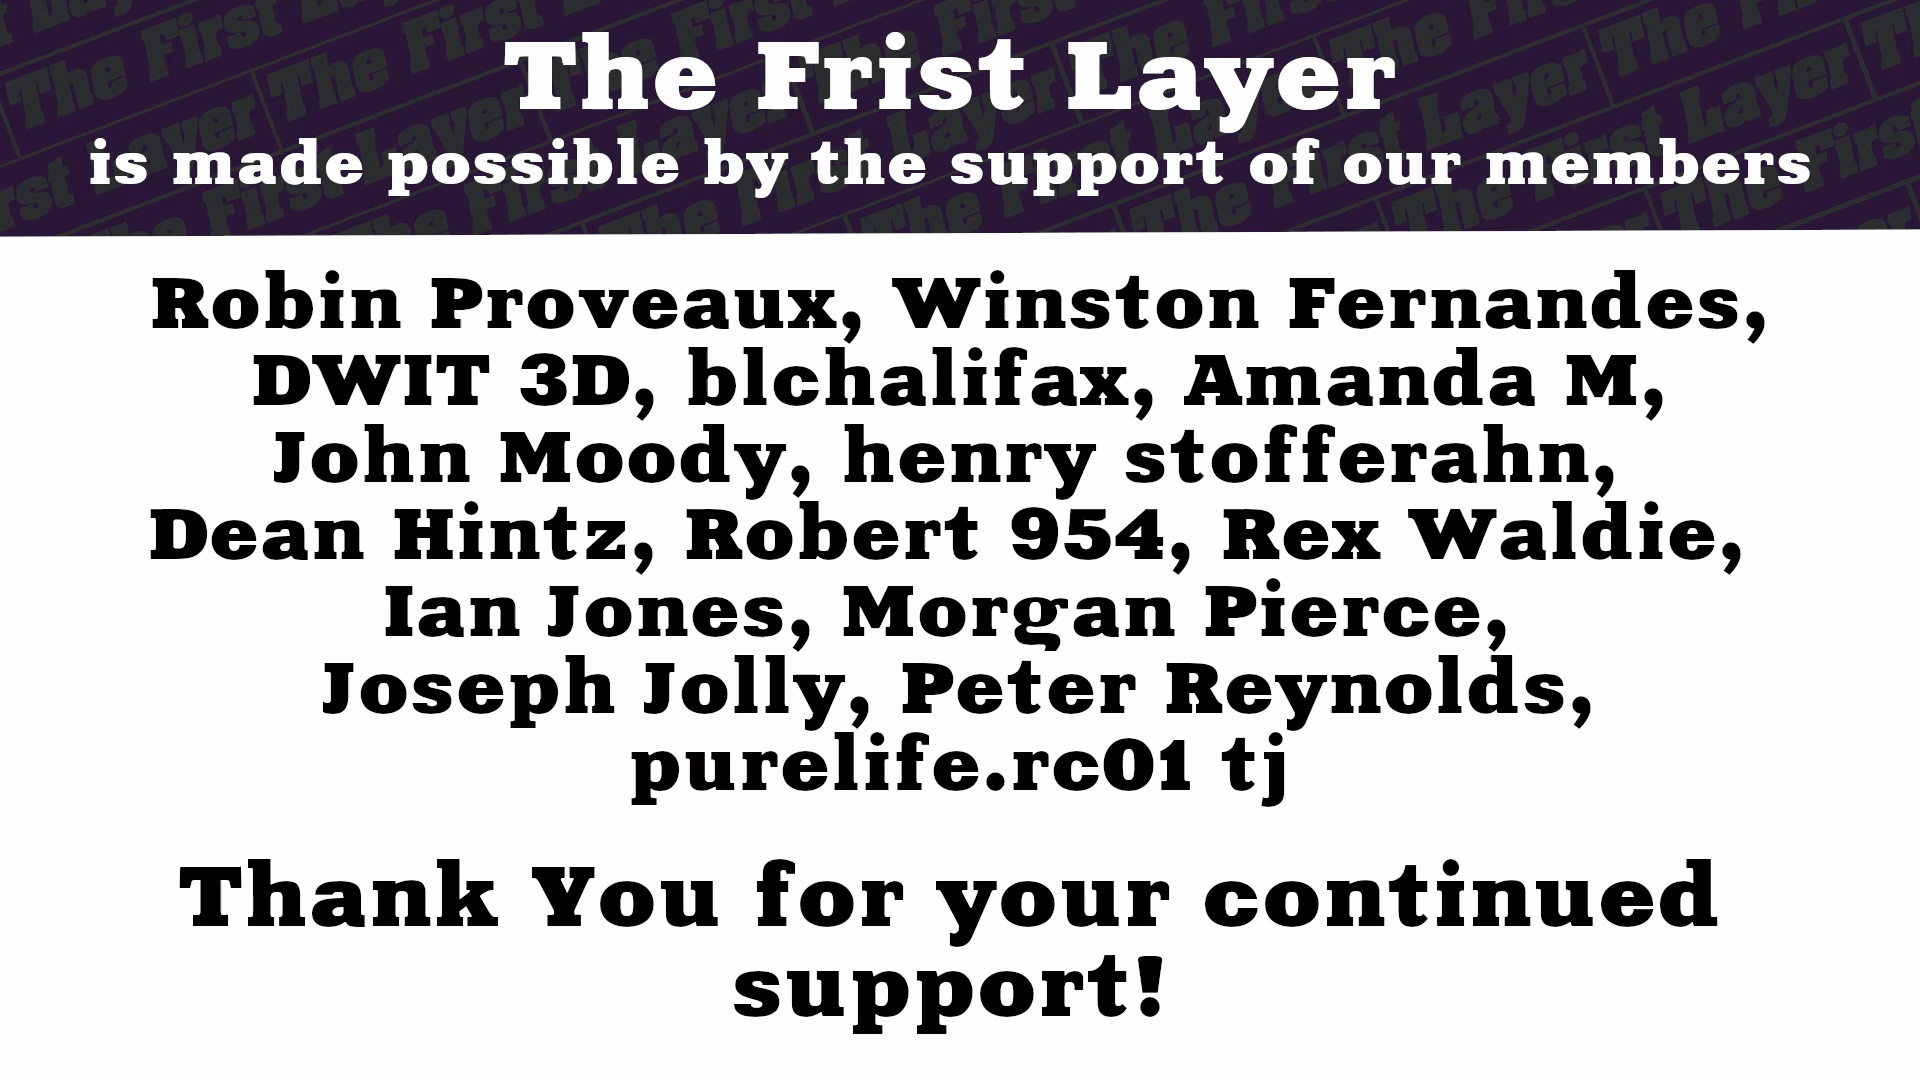 The Frist Layer
is made possible by the support of our members
Robin Proveaux, Winston Fernandes,
DWIT 3D, blchalifax, Amanda M,
John Moody, henry stofferahn,
Dean Hintz, Robert 954, Rex Waldie,
Ian Jones, Morgan Pierce,
Joseph Jolly, Peter Reynolds,
purelife.rc01 tj
Thank You for your continued
support!